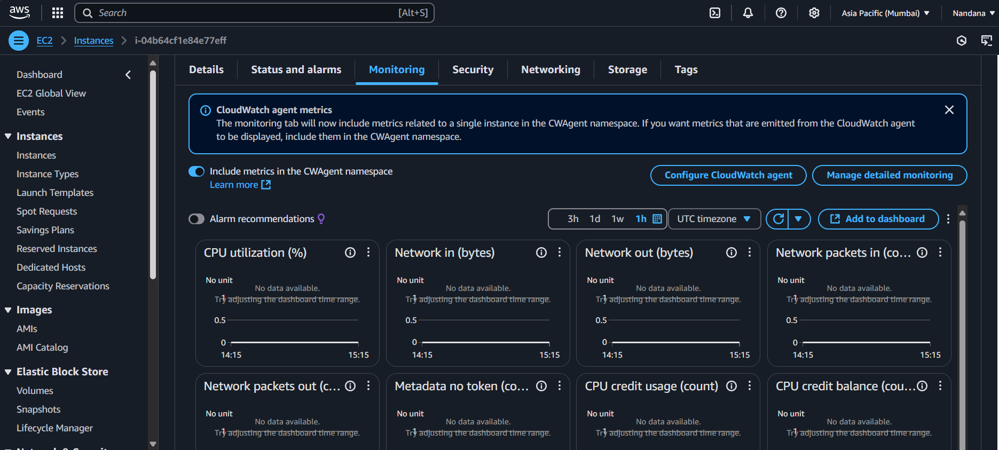 aws
Search
[Alt+S]
Asia Pacific (Mumbai)
Nandana
EC2
Instances
i-04b64cf1e84e77eff
Dashboard
EC2 Global View
Events
Instances
Instances
Instance Types
Launch Templates
Spot Requests
Savings Plans
Reserved Instances
Dedicated Hosts
Capacity Reservations
Images
AMIs
AMI Catalog
Elastic Block Store
Volumes
Snapshots
Lifecycle Manager
Details
Status and alarms
Monitoring
Security
Networking
Storage
Tags
CloudWatch agent metrics
The monitoring tab will now include metrics related to a single instance in the CWAgent namespace. If you want metrics that are emitted from the CloudWatch agent
to be displayed, include them in the CWAgent namespace.
Include metrics in the CWAgent namespace
Learn more
Configure CloudWatch agent
Manage detailed monitoring
Alarm recommendations
3h
1d
1w
1h
UTC timezone
Add to dashboard
CPU utilization (%)
No unit
No data available.
Try adjusting the dashboard time range.
1
0.5
0
14:15
15:15
Network in (bytes)
No unit
No data available.
Try adjusting the dashboard time range.
1
0.5
0
14:15
15:15
Network out (bytes)
No unit
No data available.
Try adjusting the dashboard time range.
1
0.5
0
14:15
15:15
Network packets in (co...
No unit
No data available.
Try adjusting the dashboard time range.
1
0.5
0
14:15
15:15
Network packets out (c...
No unit
No data available.
Try adjusting the dashboard time range.
1
Metadata no token (co...
No unit
No data available.
Try adjusting the dashboard time range.
1
CPU credit usage (count)
No unit
No data available.
Try adjusting the dashboard time range.
1
CPU credit balance (cou...
No unit
No data available.
Try adjusting the dashboard time range.
1